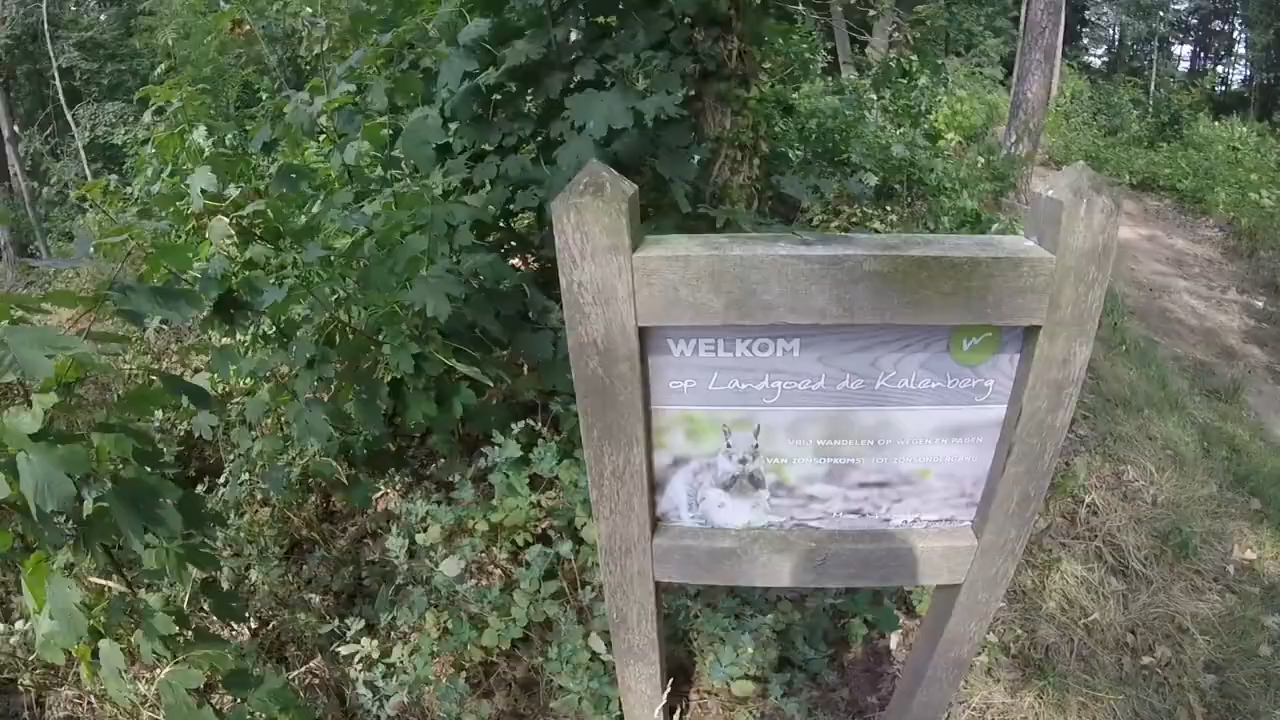 WELKOM
op Landgoed de Kalenberg
VRIJ WANDELEN OP WEGEN EN PADEN
VAN ZONSOPKOMST TOT ZONSONDERGANG